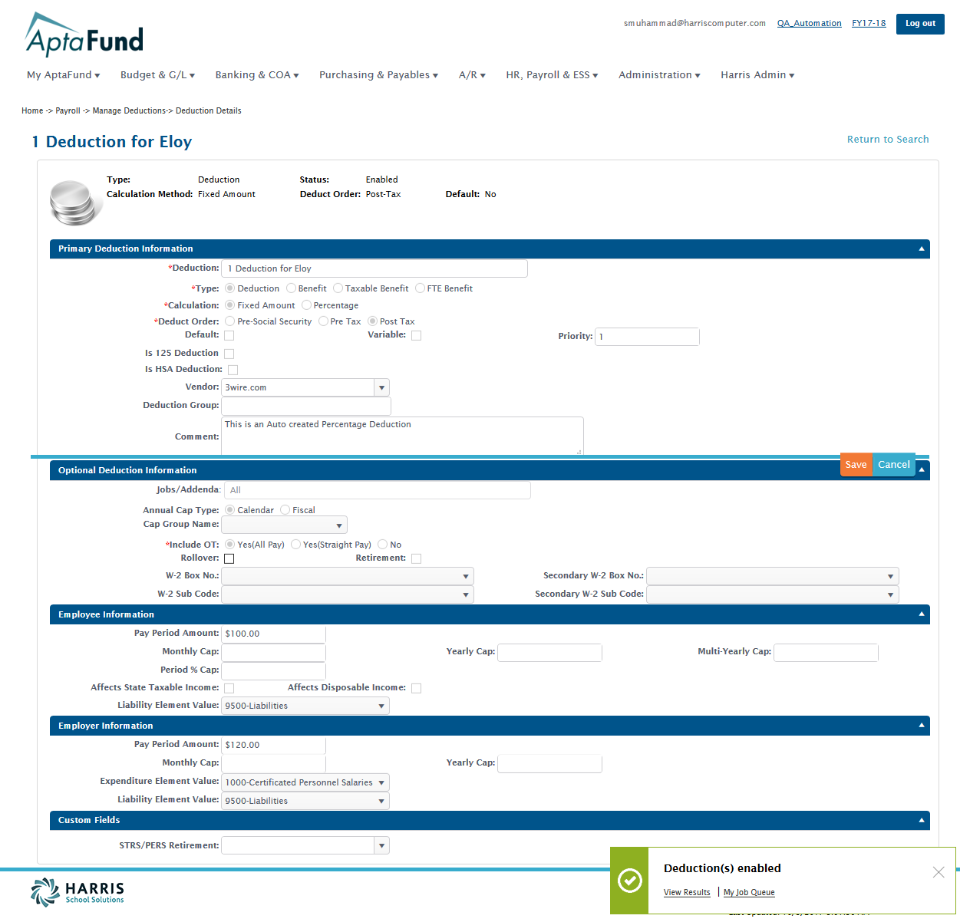 AptaFund
smuhammad@harriscomputer.com QA_Automation FY17-18 Log out
My AptaFund Budget & G/L Banking & COA Purchasing & Payables A/R HR, Payroll & ESS Administration Harris Admin
Home -> Payroll -> Manage Deductions-> Deduction Details
1 Deduction for Eloy Return to Search
Type: Deduction Status: Enabled
Calculation Method: Fixed Amount Deduct Order: Post-Tax Default: No
Primary Deduction Information
*Deduction: 1 Deduction for Eloy
*Type: Deduction Benefit Taxable Benefit FTE Benefit
*Calculation: Fixed Amount Percentage
*Deduct Order: Pre-Social Security Pre Tax Post Tax
Default: Variable: Priority: 1
Is 125 Deduction
Is HSA Deduction:
Vendor: 3wire.com
Deduction Group:
Comment: This is an Auto created Percentage Deduction
Save Cancel
Optional Deduction Information
Jobs/Addenda: All
Annual Cap Type: Calendar Fiscal
Cap Group Name:
*Include OT: Yes(All Pay) Yes(Straight Pay) No
Rollover: Retirement:
W-2 Box No.: Secondary W-2 Box No.:
W-2 Sub Code: Secondary W-2 Sub Code:
Employee Information
Pay Period Amount: $100.00
Monthly Cap: Yearly Cap: Multi-Yearly Cap:
Period % Cap:
Affects State Taxable Income: Affects Disposable Income:
Liability Element Value: 9500-Liabilities
Employer Information
Pay Period Amount: $120.00
Monthly Cap: Yearly Cap:
Expenditure Element Value: 1000-Certificated Personnel Salaries
Liability Element Value: 9500-Liabilities
Custom Fields
STRS/PERS Retirement:
HARRIS
School Solutions
Deduction(s) enabled
View Results | My Job Queue